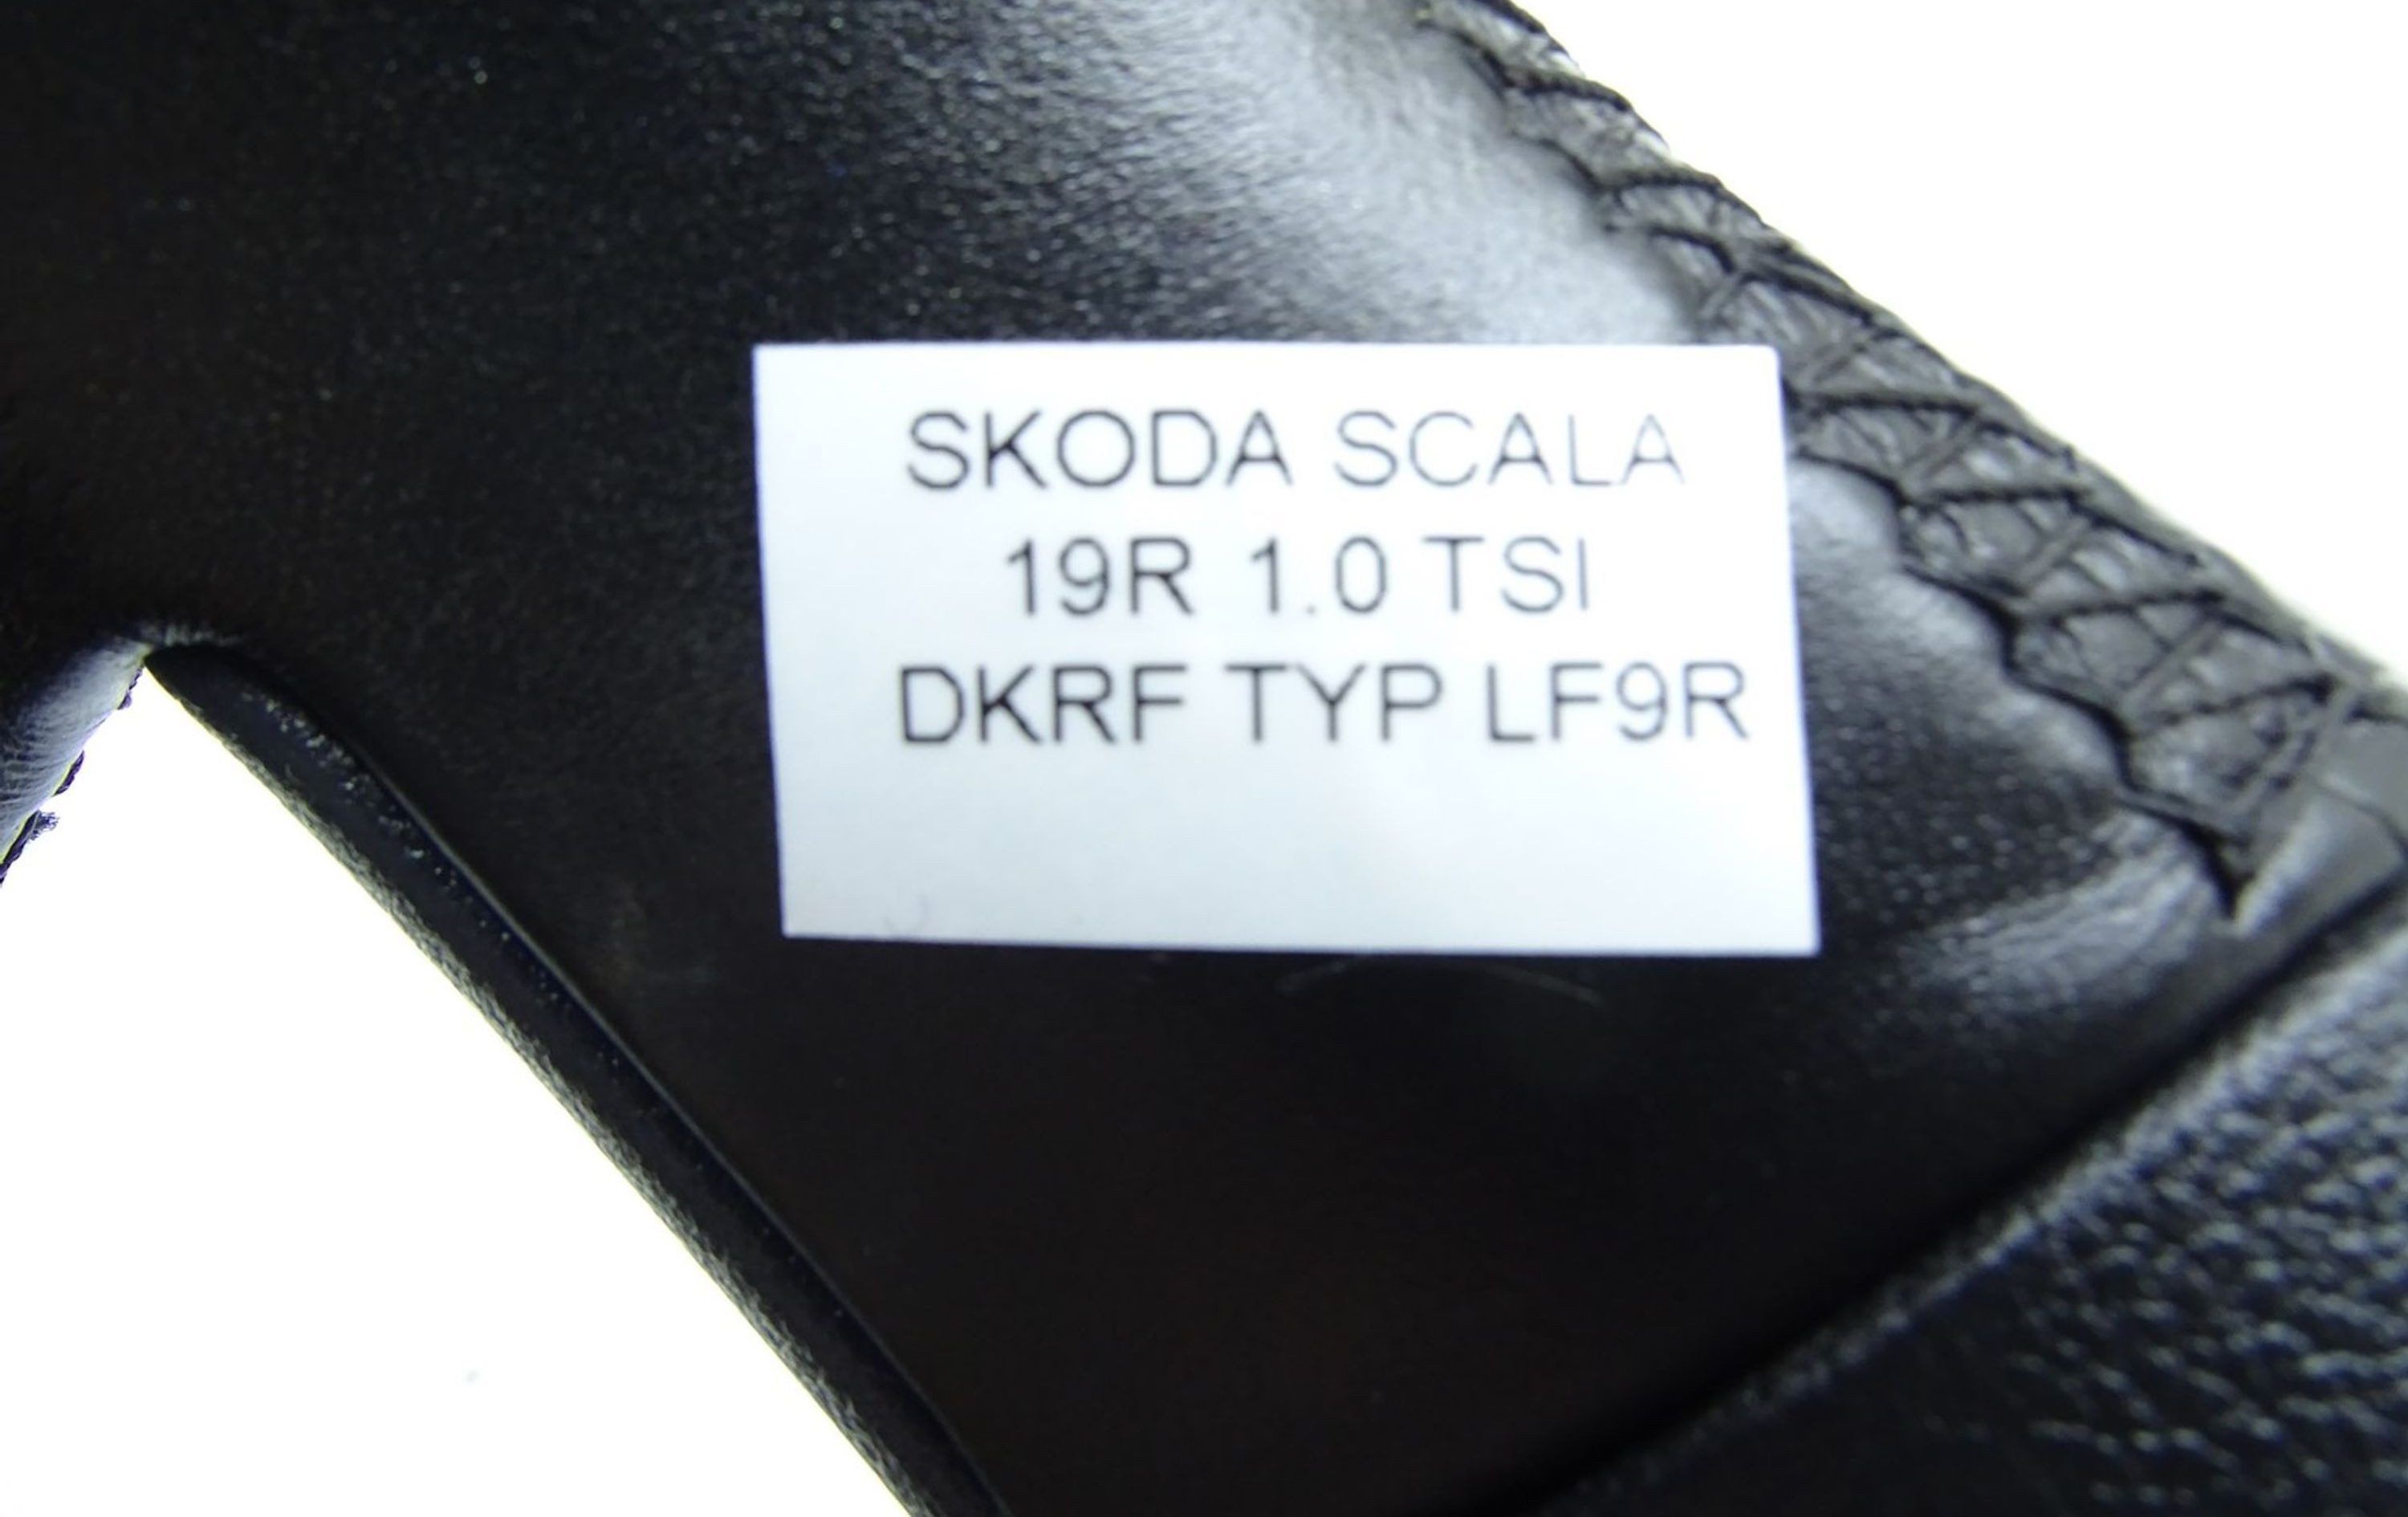 SKODA SCALA
19R 1.0 TSI
DKRF TYP LF9R